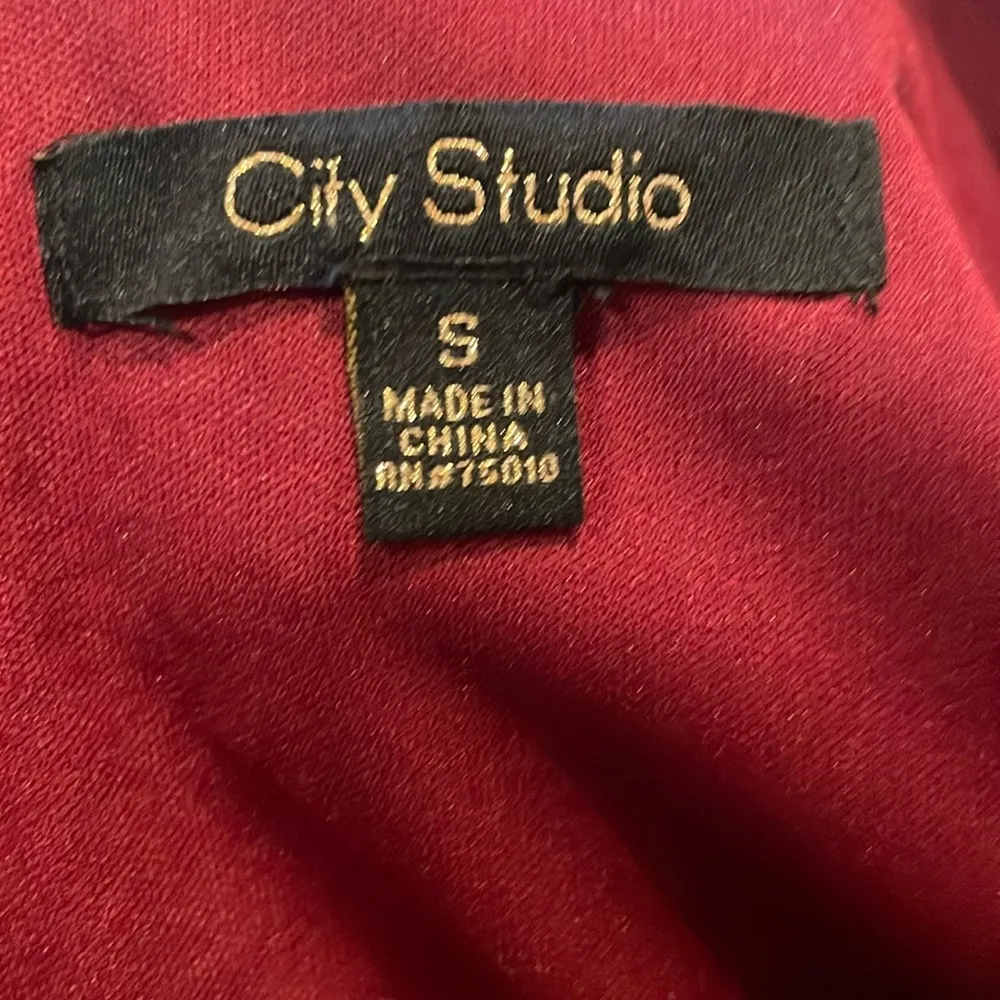 City Studio
S
MADE IN
CHINA
RN#75010